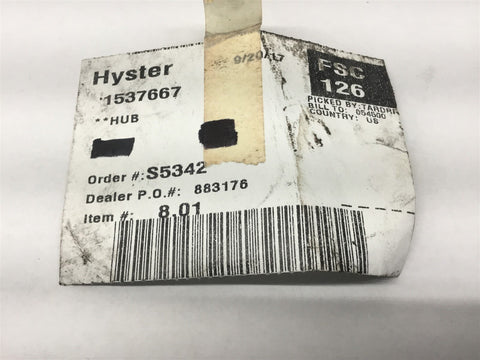 Hyster
1537667
**HUB
Order #: S5342
Dealer P.O.#: 883176
Item #: 8.01
9/20/17
FSC
126
PICKED BY: TARDRR
BILL TO: 054500
COUNTRY: US